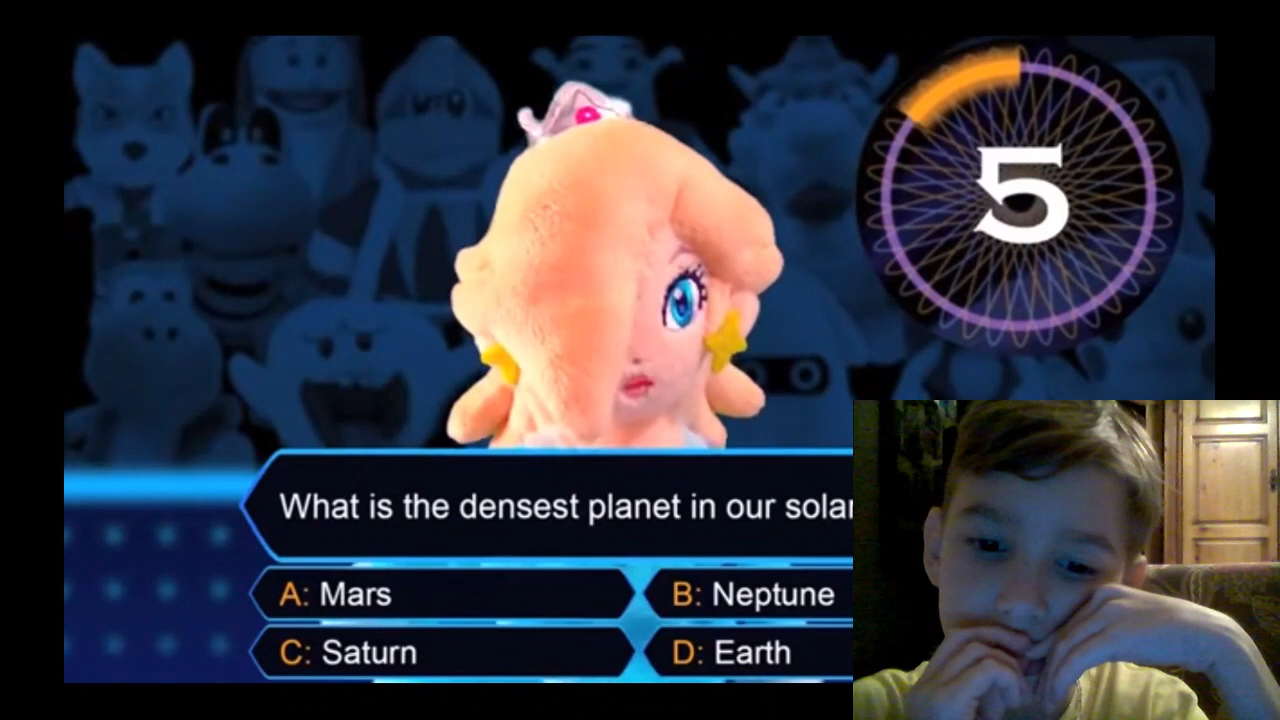 5
What is the densest planet in our solar
A: Mars
B: Neptune
C: Saturn
D: Earth